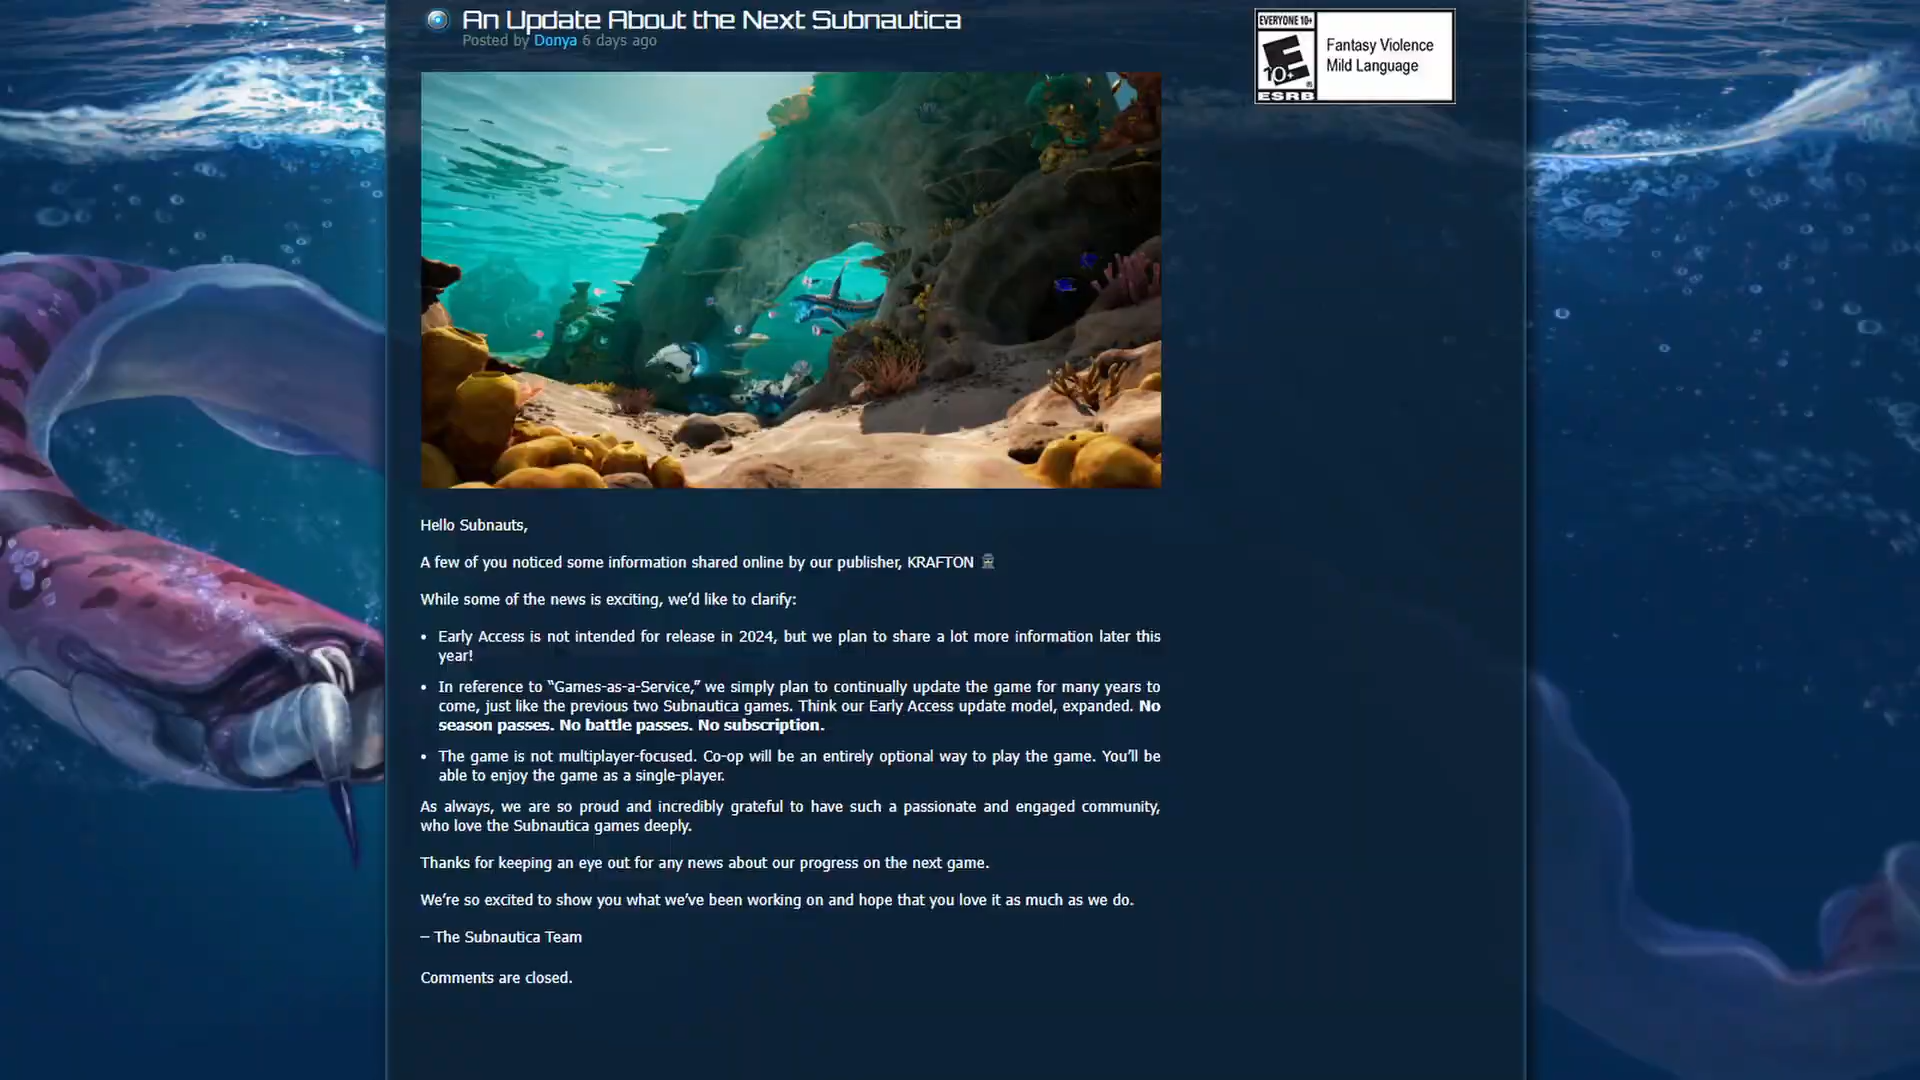 An Update About the Next Subnautica
Posted by Donya 6 days ago
EVERYONE 10+
E
10+
ESRB
Fantasy Violence
Mild Language
Hello Subnauts,
A few of you noticed some information shared online by our publisher, KRAFTON
While some of the news is exciting, we’d like to clarify:
• Early Access is not intended for release in 2024, but we plan to share a lot more information later this
year!
• In reference to “Games-as-a-Service,” we simply plan to continually update the game for many years to
come, just like the previous two Subnautica games. Think our Early Access update model, expanded. No
season passes. No battle passes. No subscription.
• The game is not multiplayer-focused. Co-op will be an entirely optional way to play the game. You’ll be
able to enjoy the game as a single-player.
As always, we are so proud and incredibly grateful to have such a passionate and engaged community,
who love the Subnautica games deeply.
Thanks for keeping an eye out for any news about our progress on the next game.
We’re so excited to show you what we’ve been working on and hope that you love it as much as we do.
– The Subnautica Team
Comments are closed.